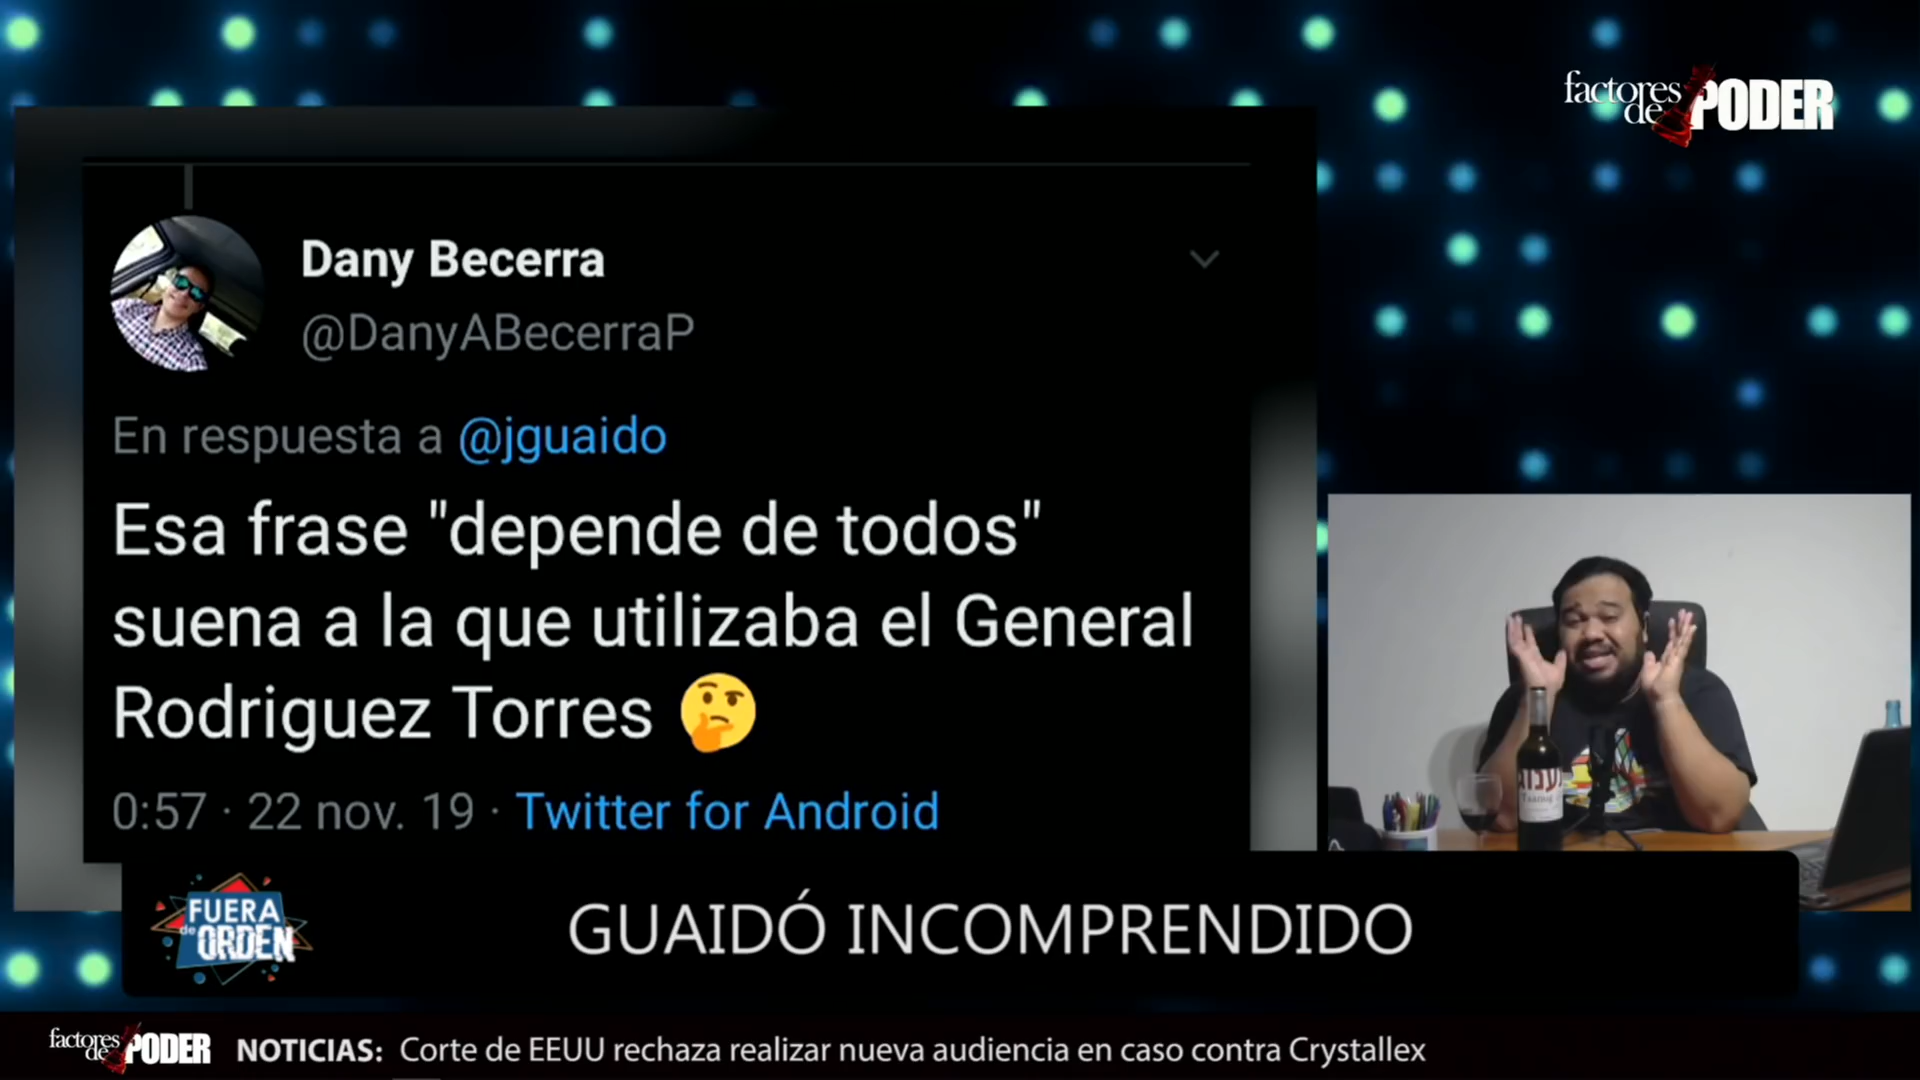 factores
de PODER
Dany Becerra
@DanyABecerraP
En respuesta a @jguaido
Esa frase "depende de todos"
suena a la que utilizaba el General
Rodriguez Torres 🤔
0:57 · 22 nov. 19 · Twitter for Android
FUERA
de ORDEN
GUAIDÓ INCOMPRENDIDO
factores
de PODER
NOTICIAS: Corte de EEUU rechaza realizar nueva audiencia en caso contra Crystallex